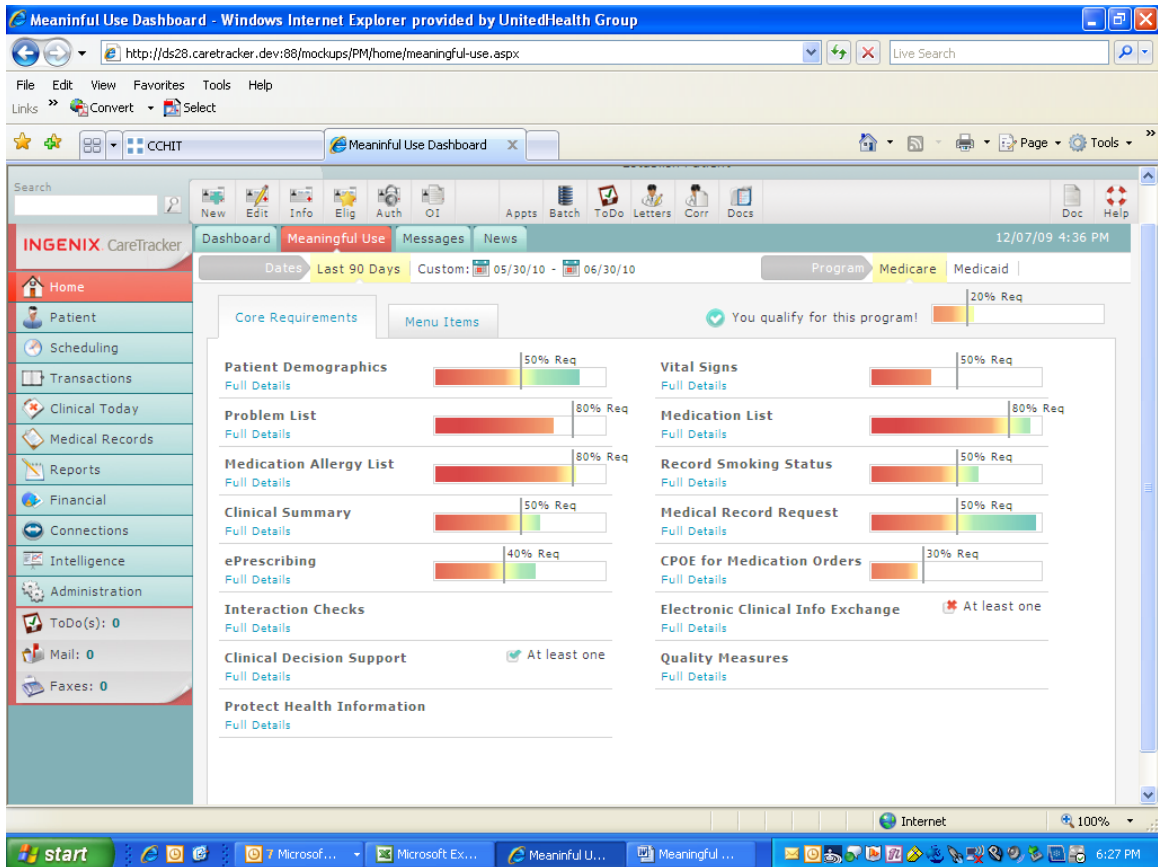 Meaninful Use Dashboard - Windows Internet Explorer provided by UnitedHealth Group
http://ds28.caretracker.dev:88/mockups/PM/home/meaningful-use.aspx
Live Search
File Edit View Favorites Tools Help
Links » Convert Select
CCHIT Meaninful Use Dashboard X Page Tools »
Search
New Edit Info Elig Auth OI Appts Batch ToDo Letters Corr Docs Doc Help
INGENIX CareTracker
Dashboard Meaningful Use Messages News 12/07/09 4:36 PM
Dates Last 90 Days Custom: 05/30/10 - 06/30/10 Program Medicare Medicaid
Home
Patient
Scheduling
Transactions
Clinical Today
Medical Records
Reports
Financial
Connections
Intelligence
Administration
ToDo(s): 0
Mail: 0
Faxes: 0
Core Requirements Menu Items You qualify for this program! 20% Req
Patient Demographics 50% Req
Full Details
Vital Signs 50% Req
Full Details
Problem List 80% Req
Full Details
Medication List 80% Req
Full Details
Medication Allergy List 80% Req
Full Details
Record Smoking Status 50% Req
Full Details
Clinical Summary 50% Req
Full Details
Medical Record Request 50% Req
Full Details
ePrescribing 40% Req
Full Details
CPOE for Medication Orders 30% Req
Full Details
Interaction Checks
Full Details
Electronic Clinical Info Exchange At least one
Full Details
Clinical Decision Support At least one
Full Details
Quality Measures
Full Details
Protect Health Information
Full Details
Internet 100%
start 7 Microsof... Microsoft Ex... Meaninful U... Meaningful ... 6:27 PM